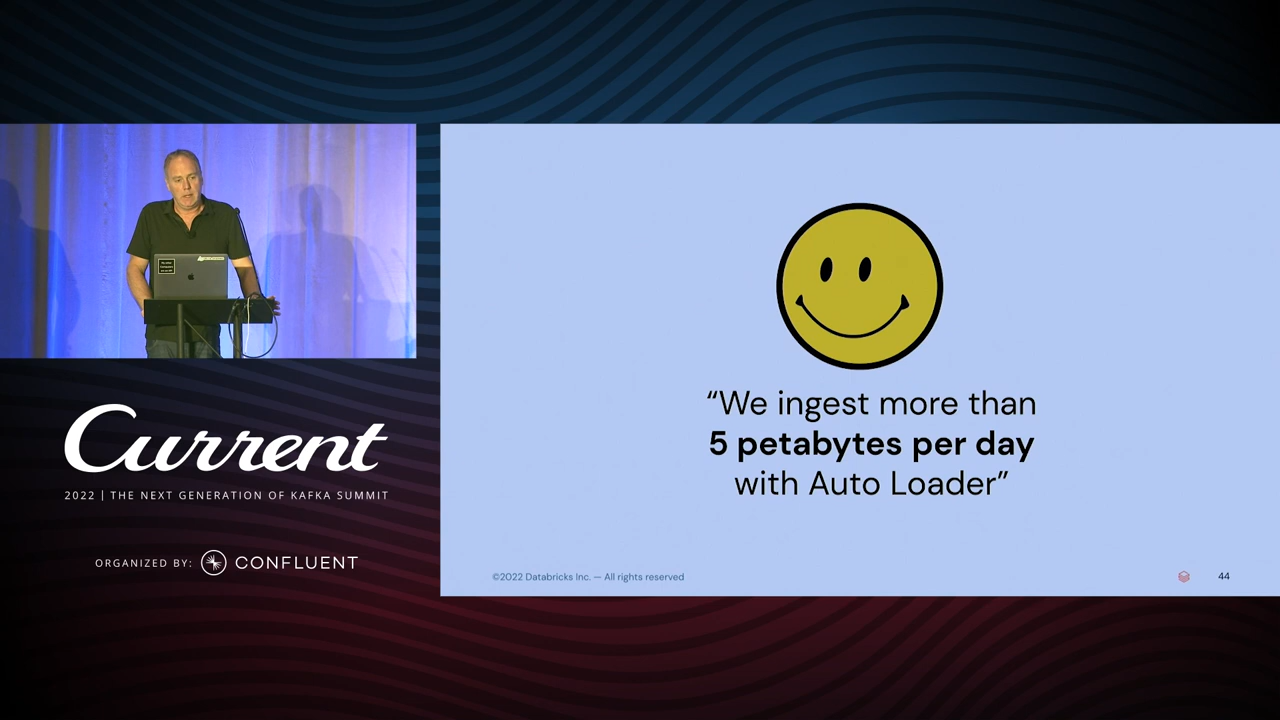 Current
2022 | THE NEXT GENERATION OF KAFKA SUMMIT
ORGANIZED BY: CONFLUENT
“We ingest more than
5 petabytes per day
with Auto Loader”
©2022 Databricks Inc. — All rights reserved
44